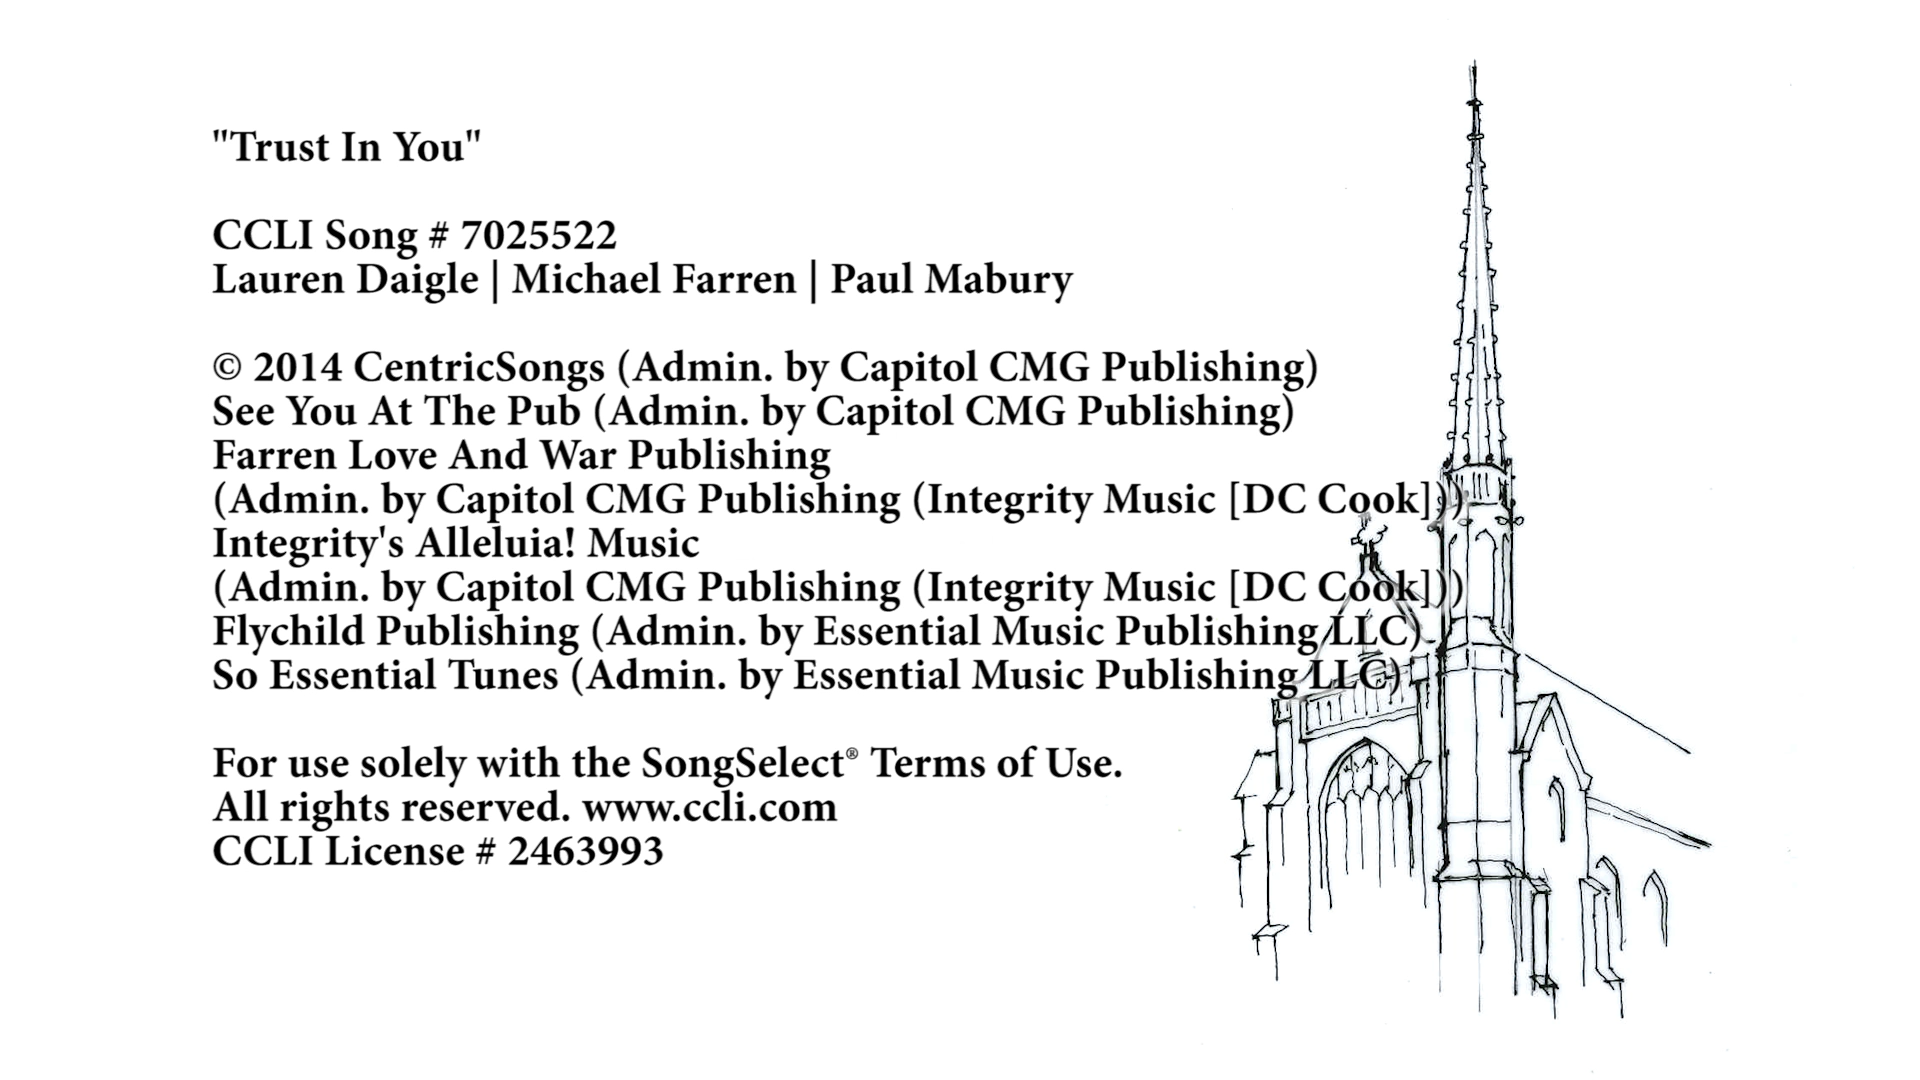 "Trust In You"
CCLI Song # 7025522
Lauren Daigle | Michael Farren | Paul Mabury
© 2014 CentricSongs (Admin. by Capitol CMG Publishing)
See You At The Pub (Admin. by Capitol CMG Publishing)
Farren Love And War Publishing
(Admin. by Capitol CMG Publishing (Integrity Music [DC Cook]))
Integrity's Alleluia! Music
(Admin. by Capitol CMG Publishing (Integrity Music [DC Cook]))
Flychild Publishing (Admin. by Essential Music Publishing LLC)
So Essential Tunes (Admin. by Essential Music Publishing LLC)
For use solely with the SongSelect® Terms of Use.
All rights reserved. www.ccli.com
CCLI License # 2463993